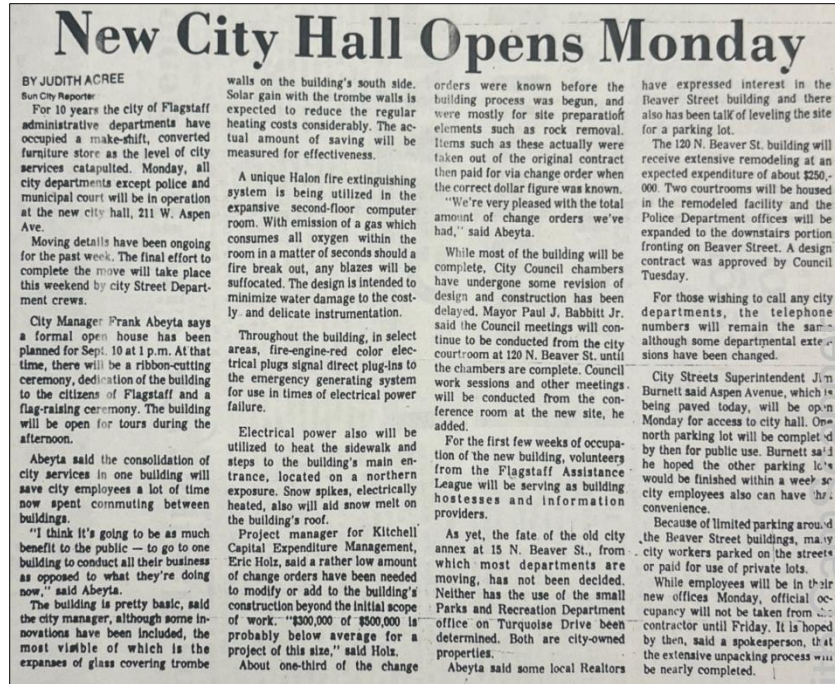 New City Hall Opens Monday
BY JUDITH ACREE
Sun City Reporter
For 10 years the city of Flagstaff
administrative departments have
occupied a make-shift, converted
furniture store as the level of city
services catapulted. Monday, all
city departments except police and
municipal court will be in operation
at the new city hall, 211 W. Aspen
Ave.
Moving details have been ongoing
for the past week. The final effort to
complete the move will take place
this weekend by city Street Depart-
ment crews.
City Manager Frank Abeyta says
a formal open house has been
planned for Sept. 10 at 1 p.m. At that
time, there will be a ribbon-cutting
ceremony, dedication of the building
to the citizens of Flagstaff and a
flag-raising ceremony. The building
will be open for tours during the
afternoon.
Abeyta said the consolidation of
city services in one building will
save city employees a lot of time
now spent commuting between
buildings.
"I think it's going to be as much
benefit to the public — to go to one
building to conduct all their business
as opposed to what they're doing
now," said Abeyta.
The building is pretty basic, said
the city manager, although some in-
novations have been included, the
most visible of which is the
expanses of glass covering trombe
walls on the building's south side.
Solar gain with the trombe walls is
expected to reduce the regular
heating costs considerably. The ac-
tual amount of saving will be
measured for effectiveness.
A unique Halon fire extinguishing
system is being utilized in the
expansive second-floor computer
room. With emission of a gas which
consumes all oxygen within the
room in a matter of seconds should a
fire break out, any blazes will be
suffocated. The design is intended to
minimize water damage to the cost-
ly and delicate instrumentation.
Throughout the building, in select
areas, fire-engine-red color elec-
trical plugs signal direct plug-ins to
the emergency generating system
for use in times of electrical power
failure.
Electrical power also will be
utilized to heat the sidewalk and
steps to the building's main en-
trance, located on a northern
exposure. Snow spikes, electrically
heated, also will aid snow melt on
the building's roof.
Project manager for Kitchell
Capital Expenditure Management,
Eric Holz, said a rather low amount
of change orders have been needed
to modify or add to the building's
construction beyond the initial scope
of work. "$300,000 of $500,000 is
probably below average for a
project of this size," said Holz.
About one-third of the change
orders were known before the
building process was begun, and
were mostly for site preparation
elements such as rock removal.
Items such as these actually were
taken out of the original contract
then paid for via change order when
the correct dollar figure was known.
"We're very pleased with the total
amount of change orders we've
had," said Abeyta.
While most of the building will be
complete, City Council chambers
have undergone some revision of
design and construction has been
delayed. Mayor Paul J. Babbitt Jr.
said the Council meetings will con-
tinue to be conducted from the city
courtroom at 120 N. Beaver St. until
the chambers are complete. Council
work sessions and other meetings
will be conducted from the con-
ference room at the new site, he
added.
For the first few weeks of occupa-
tion of the new building, volunteers
from the Flagstaff Assistance
League will be serving as building
hostesses and information
providers.
As yet, the fate of the old city
annex at 15 N. Beaver St., from
which most departments are
moving, has not been decided.
Neither has the use of the small
Parks and Recreation Department
office on Turquoise Drive been
determined. Both are city-owned
properties.
Abeyta said some local Realtors
have expressed interest in the
Beaver Street building and there
also has been talk of leveling the site
for a parking lot.
The 120 N. Beaver St. building will
receive extensive remodeling at an
expected expenditure of about $250,-
000. Two courtrooms will be housed
in the remodeled facility and the
Police Department offices will be
expanded to the downstairs portion
fronting on Beaver Street. A design
contract was approved by Council
Tuesday.
For those wishing to call any city
departments, the telephone
numbers will remain the same
although some departmental exten-
sions have been changed.
City Streets Superintendent Jim
Burnett said Aspen Avenue, which is
being paved today, will be open
Monday for access to city hall. One
north parking lot will be completed
by then for public use. Burnett said
he hoped the other parking lots
would be finished within a week so
city employees also can have that
convenience.
Because of limited parking around
the Beaver Street buildings, many
city workers parked on the streets
or paid for use of private lots.
While employees will be in their
new offices Monday, official oc-
cupancy will not be taken from the
contractor until Friday. It is hoped
by then, said a spokesperson, that
the extensive unpacking process will
be nearly completed.